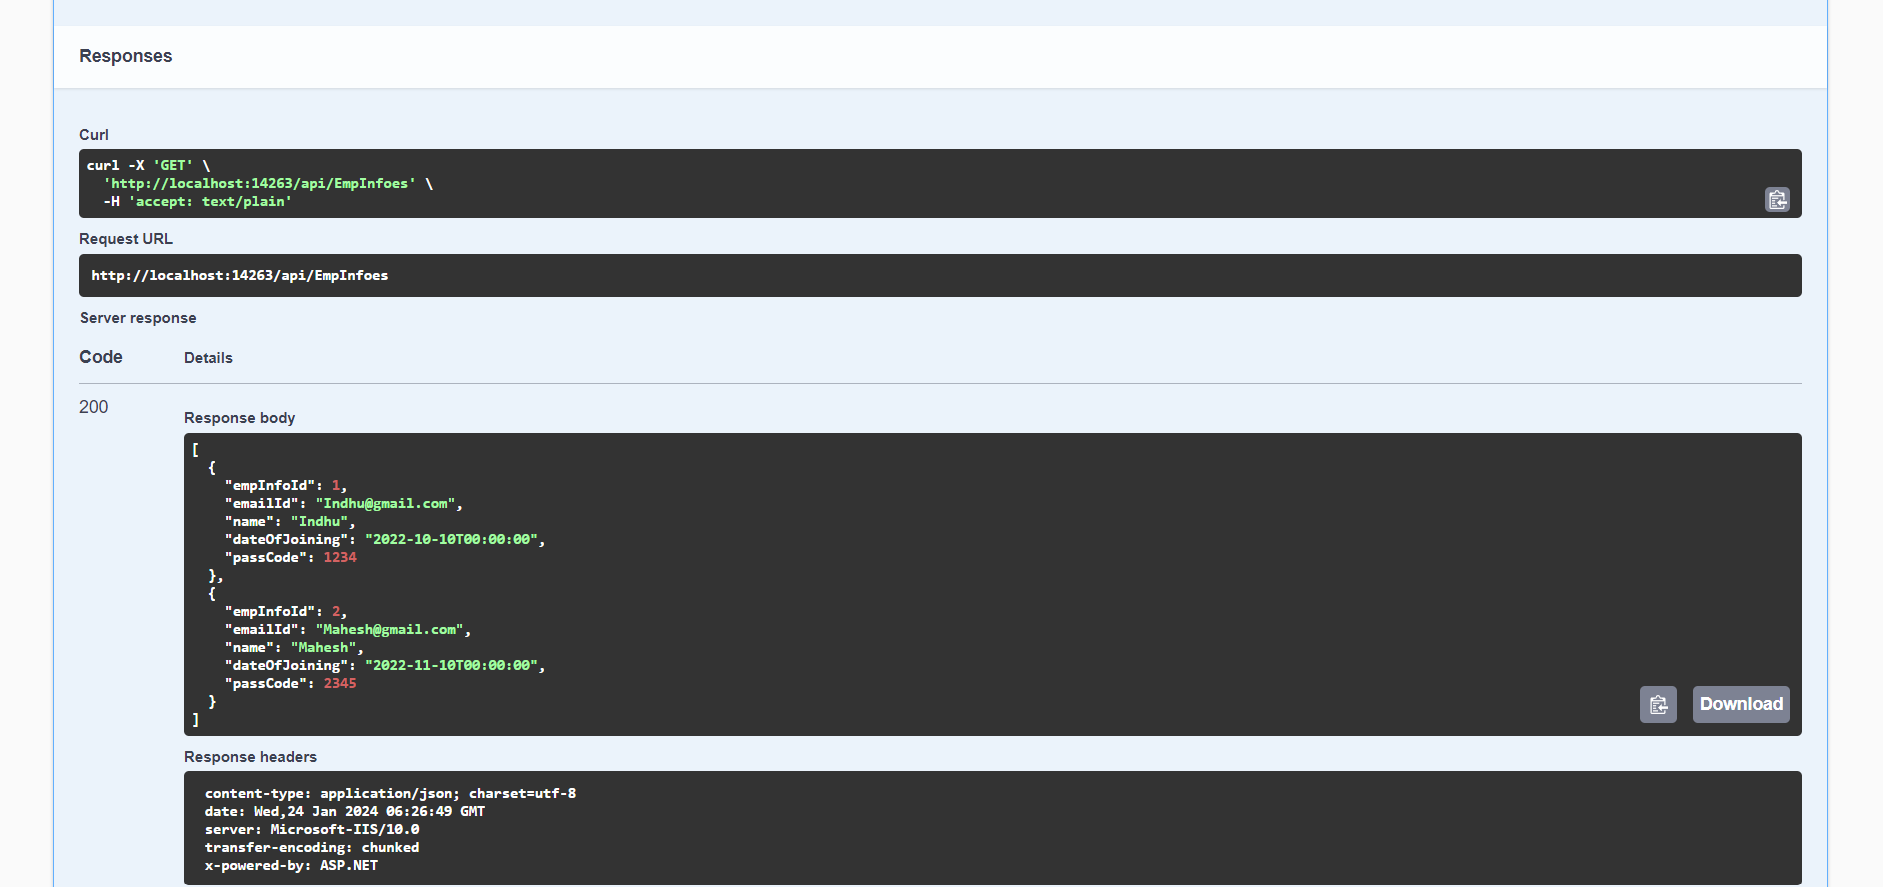 Responses
Curl
curl -X 'GET' \
  'http://localhost:14263/api/EmpInfoes' \
  -H 'accept: text/plain'
Request URL
http://localhost:14263/api/EmpInfoes
Server response
Code Details
200
Response body
[
  {
    "empInfoId": 1,
    "emailId": "Indhu@gmail.com",
    "name": "Indhu",
    "dateOfJoining": "2022-10-10T00:00:00",
    "passCode": 1234
  },
  {
    "empInfoId": 2,
    "emailId": "Mahesh@gmail.com",
    "name": "Mahesh",
    "dateOfJoining": "2022-11-10T00:00:00",
    "passCode": 2345
  }
]
Download
Response headers
content-type: application/json; charset=utf-8
date: Wed,24 Jan 2024 06:26:49 GMT
server: Microsoft-IIS/10.0
transfer-encoding: chunked
x-powered-by: ASP.NET